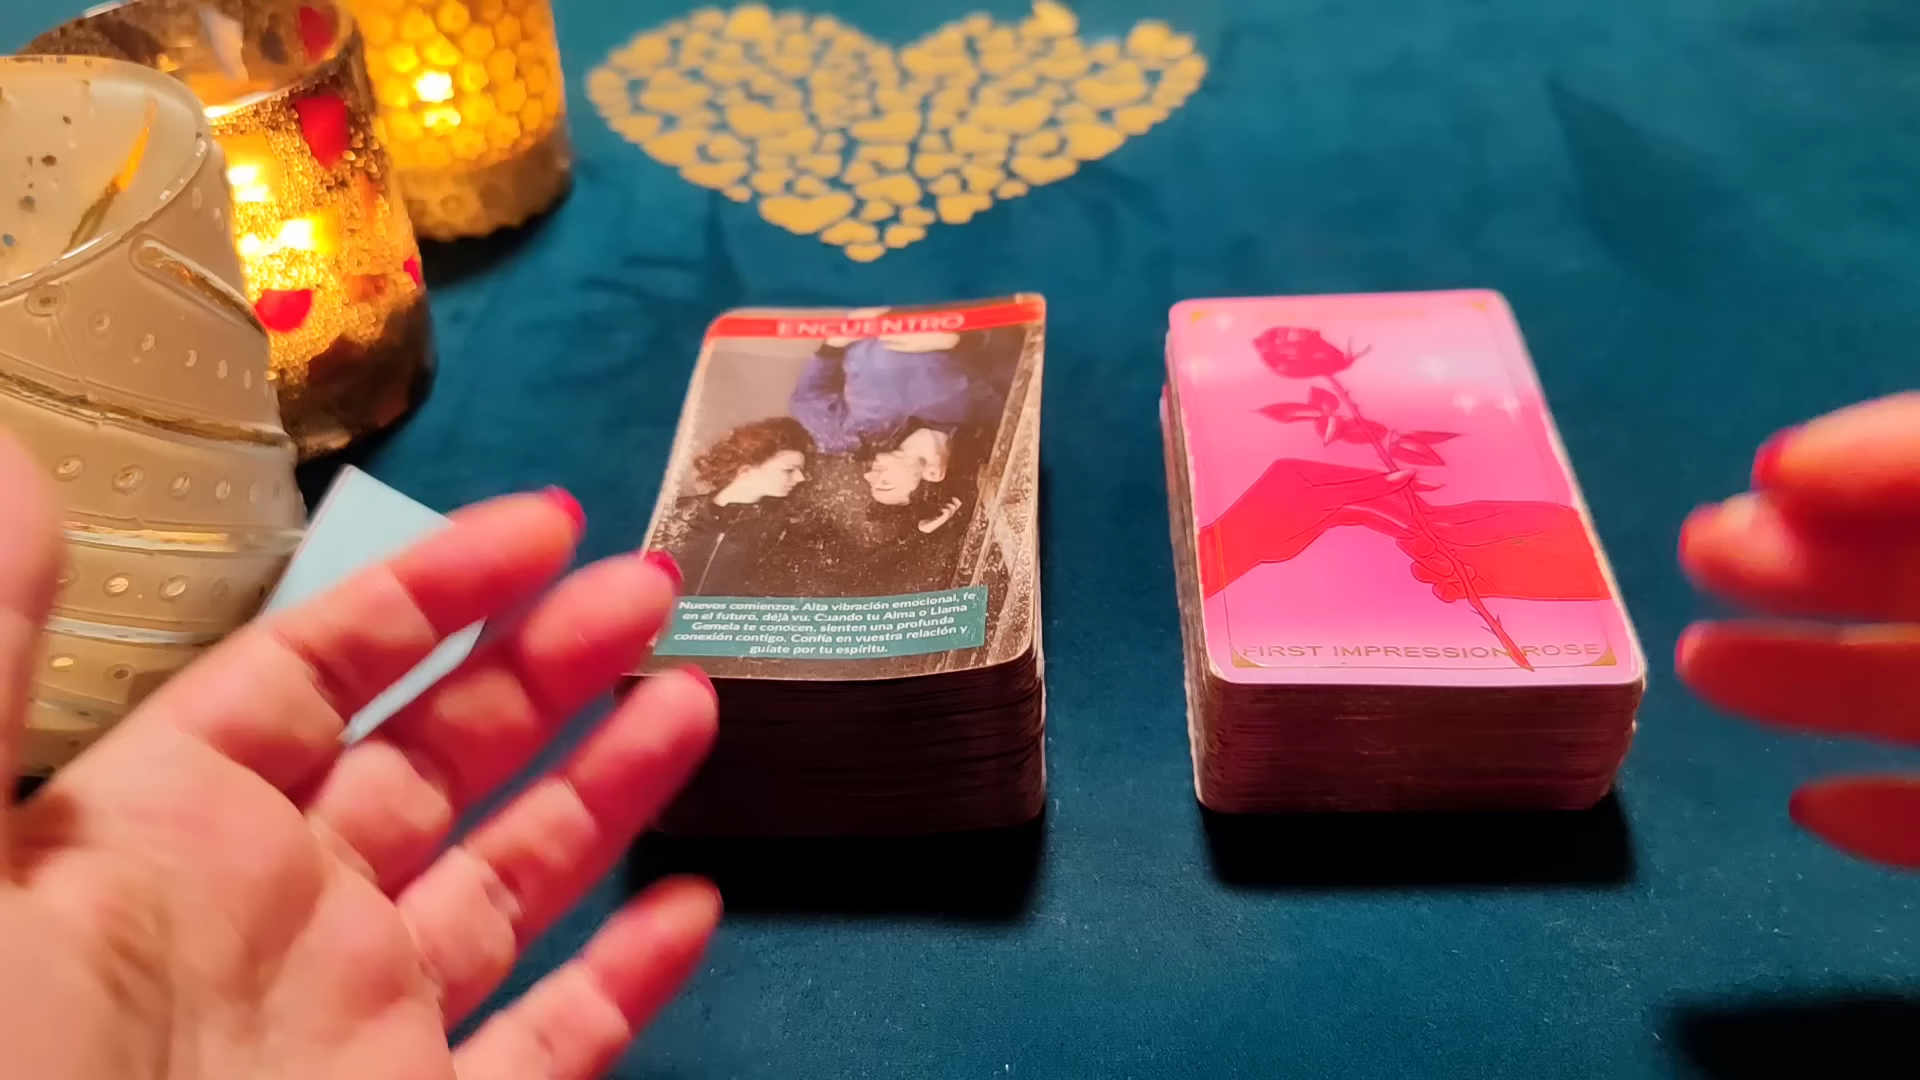 ENCUENTRO
Nuevos comienzos. Alta vibración emocional, fe
en el futuro, déjà vu. Cuando tu Alma o Llama
Gemela te conocen, sienten una profunda
conexión contigo. Confía en vuestra relación y,
guíate por tu espíritu.
FIRST IMPRESSION ROSE